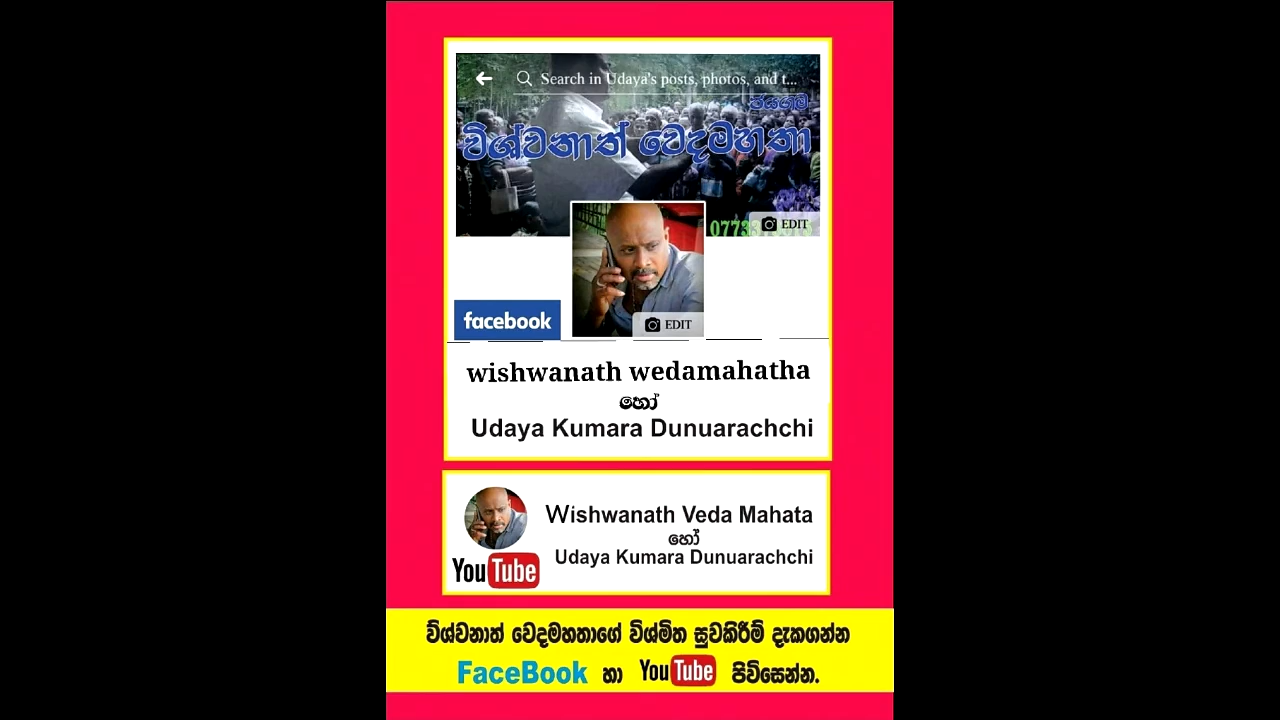 Search in Udaya's posts, photos, and t...
ජයගුරු
විශ්වනාත් වෙදමහතා
EDIT
EDIT
facebook
wishwanath wedamahatha
හෝ
Udaya Kumara Dunuarachchi
Wishwanath Veda Mahata
හෝ
Udaya Kumara Dunuarachchi
YouTube
විශ්වනාත් වෙදමහතාගේ විශ්මිත සුවකිරීම් දැකගන්න
FaceBook හා YouTube පිවිසෙන්න.